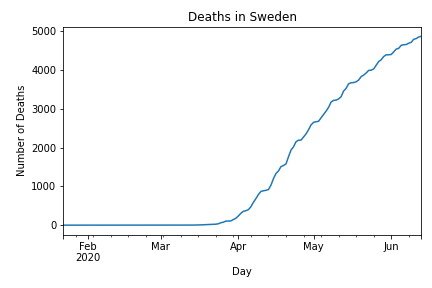 Deaths in Sweden
5000
4000
3000
2000
1000
0
Number of Deaths
Feb
2020
Mar
Apr
May
Jun
Day